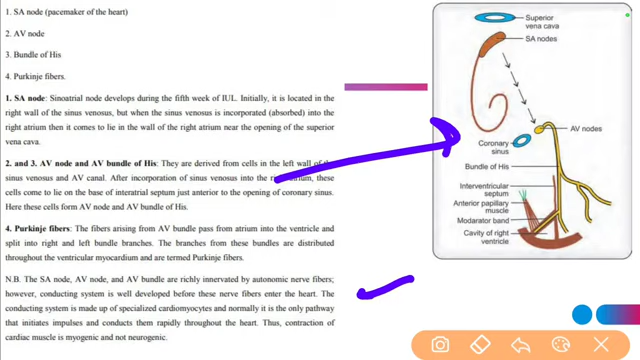 1. SA node (pacemaker of the heart)
2. AV node
3. Bundle of His
4. Purkinje fibers.
1. SA node: Sinoatrial node develops during the fifth week of IUL. Initially, it is located in the
right wall of the sinus venosus, but when the sinus venosus is incorporated (absorbed) into the
right atrium then it comes to lie in the wall of the right atrium near the opening of the superior
vena cava.
2. and 3. AV node and AV bundle of His: They are derived from cells in the left wall of the
sinus venosus and AV canal. After incorporation of sinus venosus into the right atrium, these
cells come to lie on the base of interatrial septum just anterior to the opening of coronary sinus.
Here these cells form AV node and AV bundle of His.
4. Purkinje fibers: The fibers arising from AV bundle pass from atrium into the ventricle and
split into right and left bundle branches. The branches from these bundles are distributed
throughout the ventricular myocardium and are termed Purkinje fibers.
N.B. The SA node, AV node, and AV bundle are richly innervated by autonomic nerve fibers;
however, conducting system is well developed before these nerve fibers enter the heart. The
conducting system is made up of specialized cardiomyocytes and normally it is the only pathway
that initiates impulses and conducts them rapidly throughout the heart. Thus, contraction of
cardiac muscle is myogenic and not neurogenic.
Superior
vena cava
SA nodes
AV nodes
Coronary
sinus
Bundle of His
Interventricular
septum
Anterior papillary
muscle
Moderator band
Cavity of right
ventricle